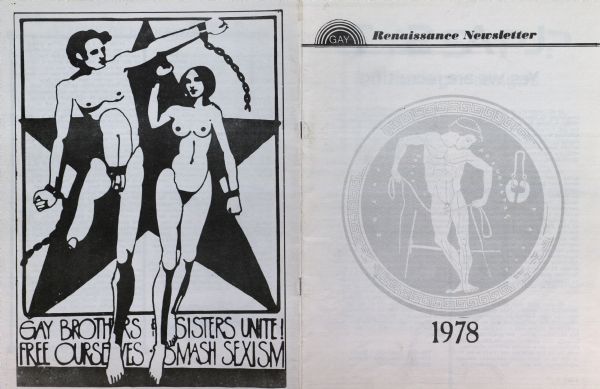 GAY BROTHERS & SISTERS UNITE!
FREE OURSELVES & SMASH SEXISM
GAY Renaissance Newsletter
1978